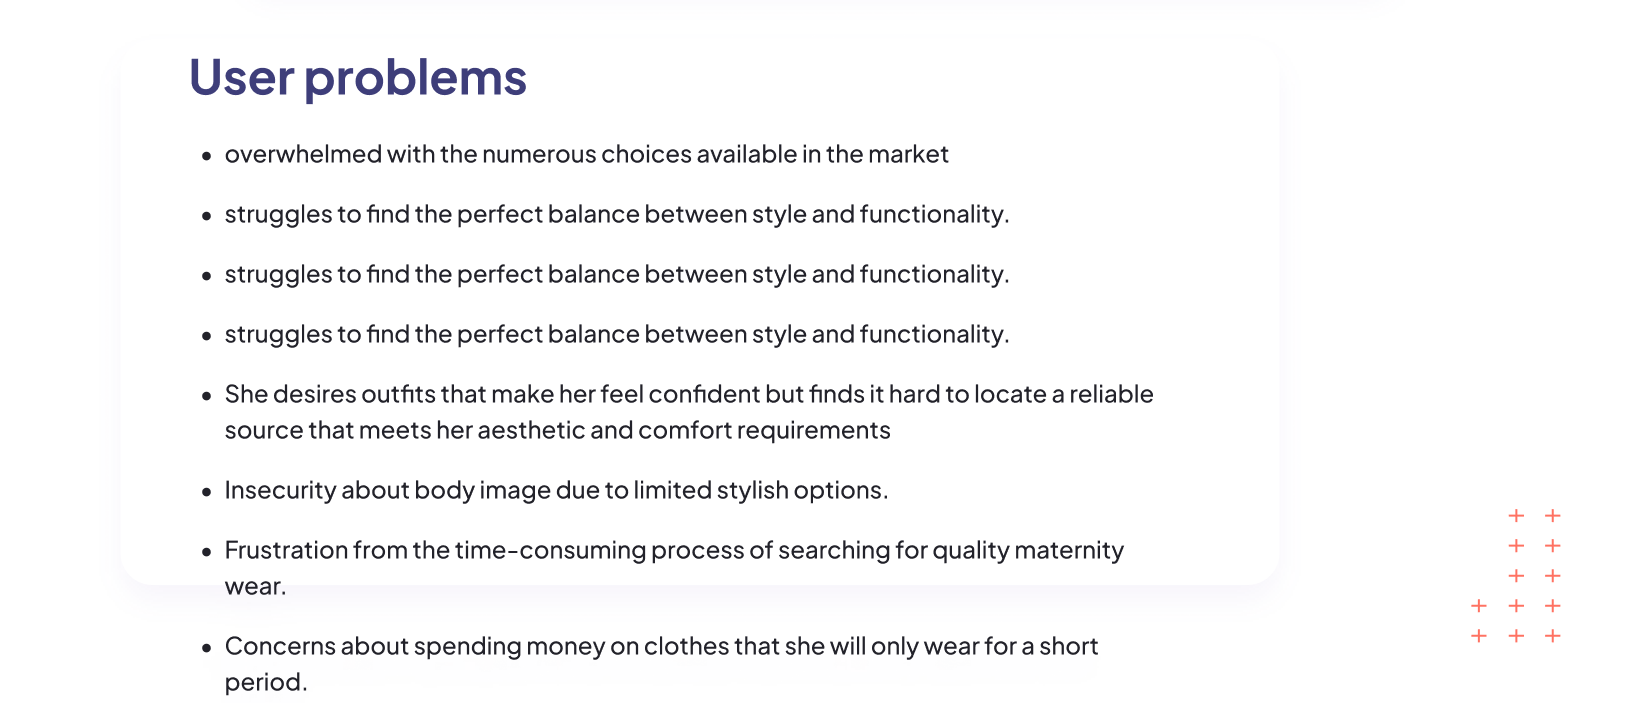 User problems
• overwhelmed with the numerous choices available in the market
• struggles to find the perfect balance between style and functionality.
• struggles to find the perfect balance between style and functionality.
• struggles to find the perfect balance between style and functionality.
• She desires outfits that make her feel confident but finds it hard to locate a reliable
source that meets her aesthetic and comfort requirements
• Insecurity about body image due to limited stylish options.
• Frustration from the time-consuming process of searching for quality maternity
wear.
• Concerns about spending money on clothes that she will only wear for a short
period.